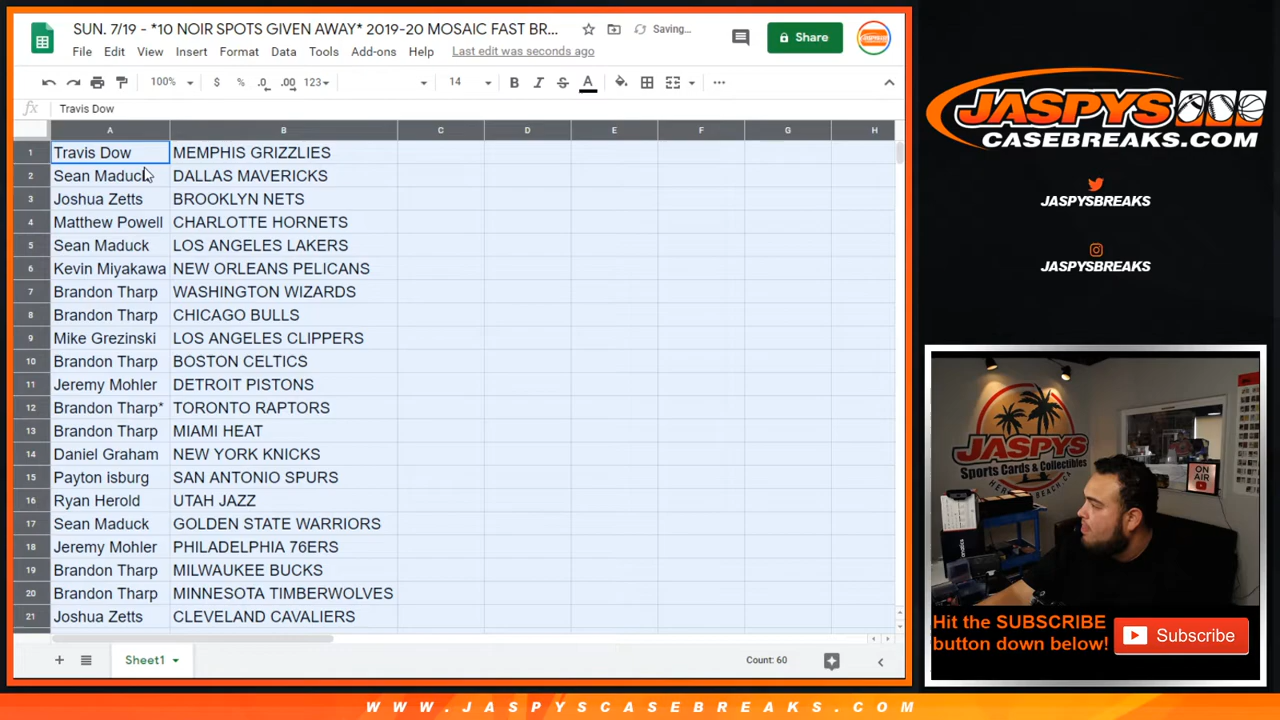 SUN. 7/19 - *10 NOIR SPOTS GIVEN AWAY* 2019-20 MOSAIC FAST BR...
Saving...
File Edit View Insert Format Data Tools Add-ons Help Last edit was seconds ago
Share
100% $ % .0 .00 123 14 B I S A ...
fx Travis Dow
A B C D E F G H
1 Travis Dow MEMPHIS GRIZZLIES
2 Sean Maduck DALLAS MAVERICKS
3 Joshua Zetts BROOKLYN NETS
4 Matthew Powell CHARLOTTE HORNETS
5 Sean Maduck LOS ANGELES LAKERS
6 Kevin Miyakawa NEW ORLEANS PELICANS
7 Brandon Tharp WASHINGTON WIZARDS
8 Brandon Tharp CHICAGO BULLS
9 Mike Grezinski LOS ANGELES CLIPPERS
10 Brandon Tharp BOSTON CELTICS
11 Jeremy Mohler DETROIT PISTONS
12 Brandon Tharp* TORONTO RAPTORS
13 Brandon Tharp MIAMI HEAT
14 Daniel Graham NEW YORK KNICKS
15 Payton isburg SAN ANTONIO SPURS
16 Ryan Herold UTAH JAZZ
17 Sean Maduck GOLDEN STATE WARRIORS
18 Jeremy Mohler PHILADELPHIA 76ERS
19 Brandon Tharp MILWAUKEE BUCKS
20 Brandon Tharp MINNESOTA TIMBERWOLVES
21 Joshua Zetts CLEVELAND CAVALIERS
Sheet1
Count: 60
JASPYS
CASEBREAKS.COM
JASPYSBREAKS
JASPYSBREAKS
JASPYS
Sports Cards & Collectibles
ON
AIR
Hit the SUBSCRIBE
button down below!
Subscribe
WWW.JASPYSCASEBREAKS.COM